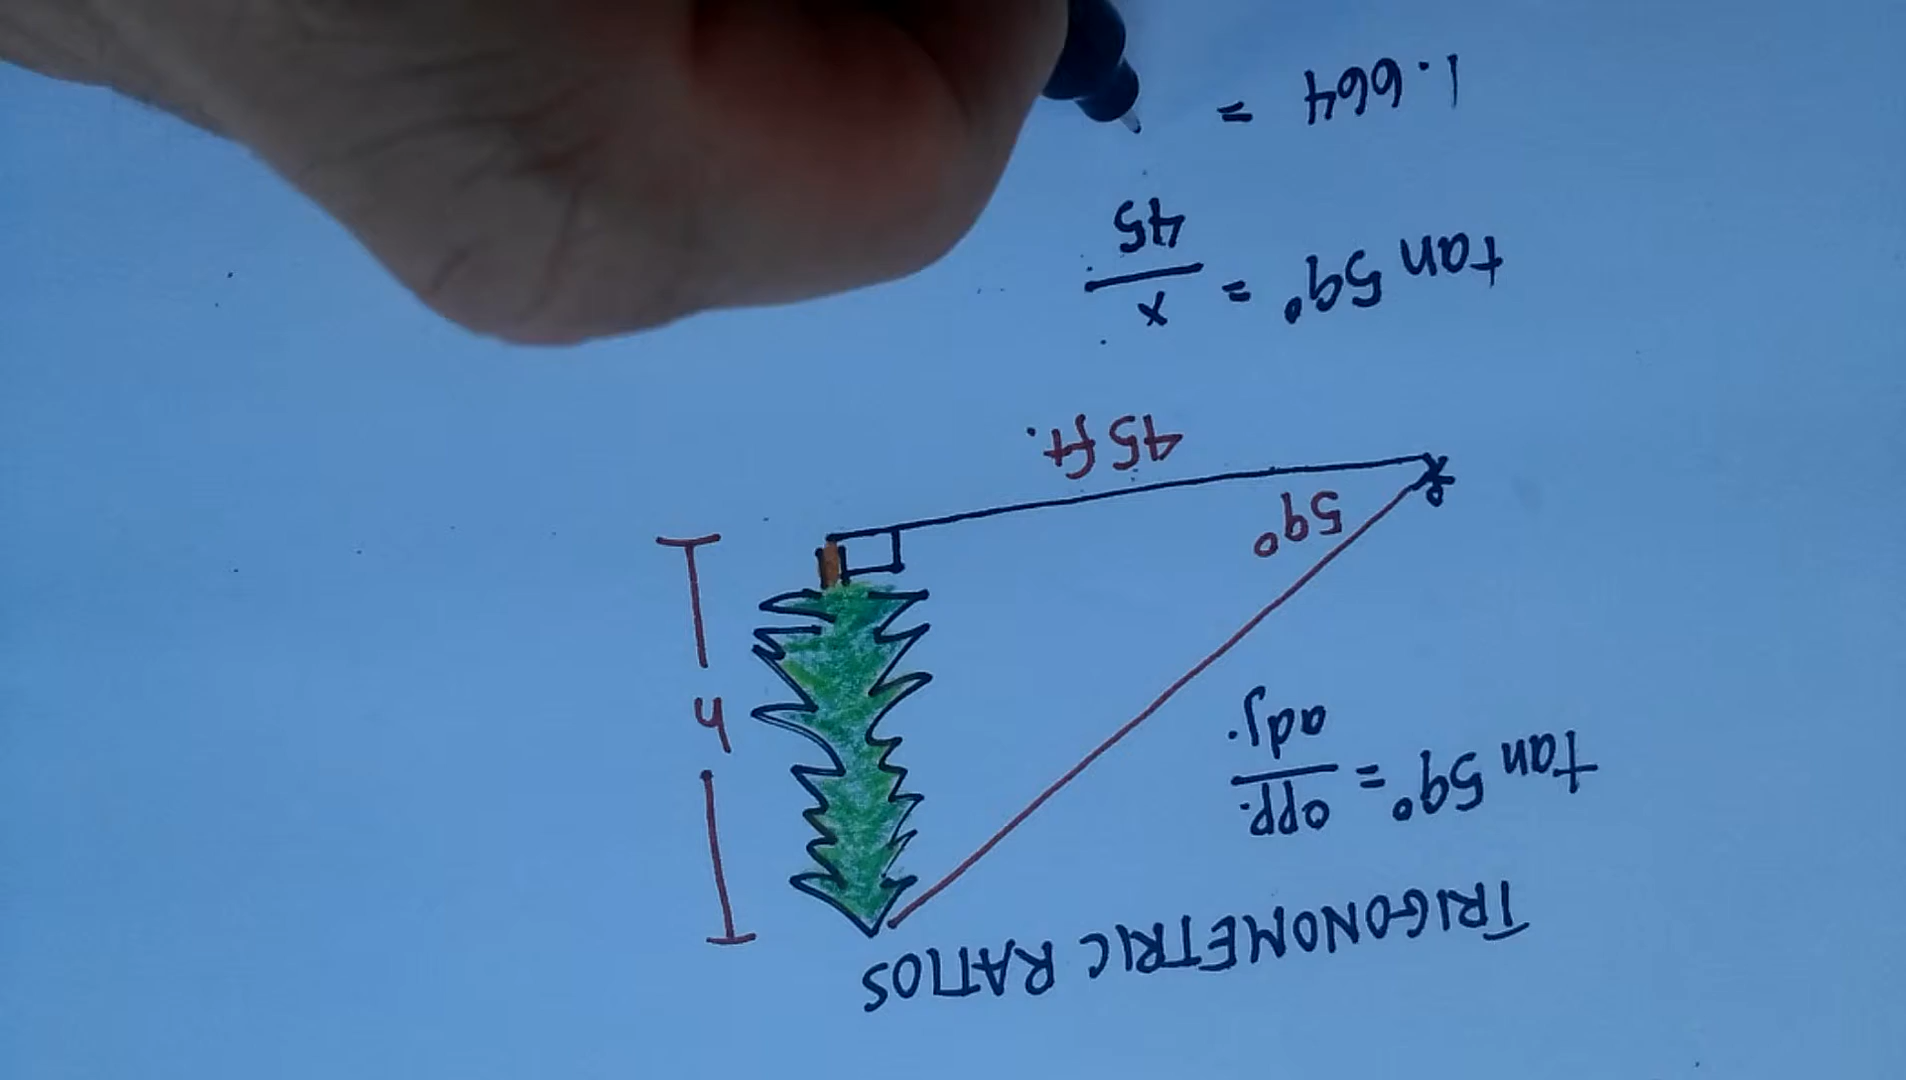 TRIGONOMETRIC RATIOS
tan 59° = opp.
adj.
h
59°
45 ft.
tan 59° = x
45
1.664 =